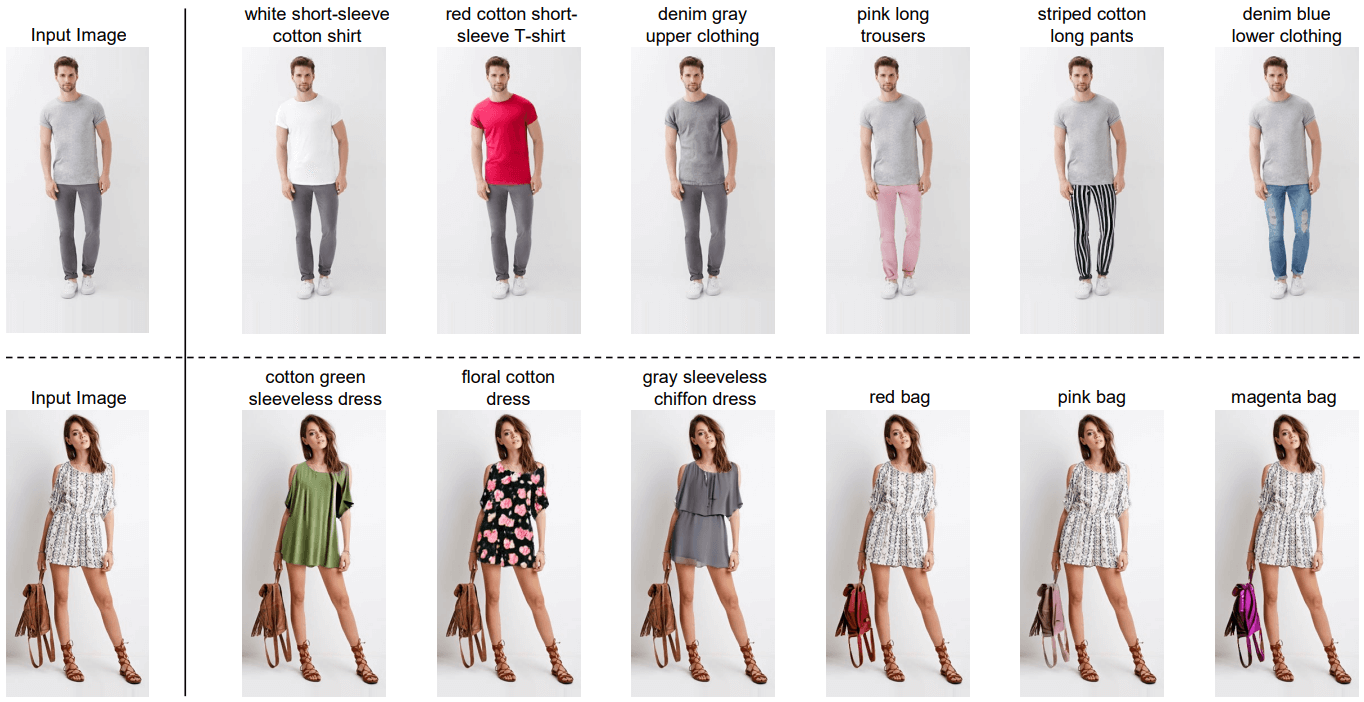 Input Image
white short-sleeve
cotton shirt
red cotton short-
sleeve T-shirt
denim gray
upper clothing
pink long
trousers
striped cotton
long pants
denim blue
lower clothing
Input Image
cotton green
sleeveless dress
floral cotton
dress
gray sleeveless
chiffon dress
red bag
pink bag
magenta bag